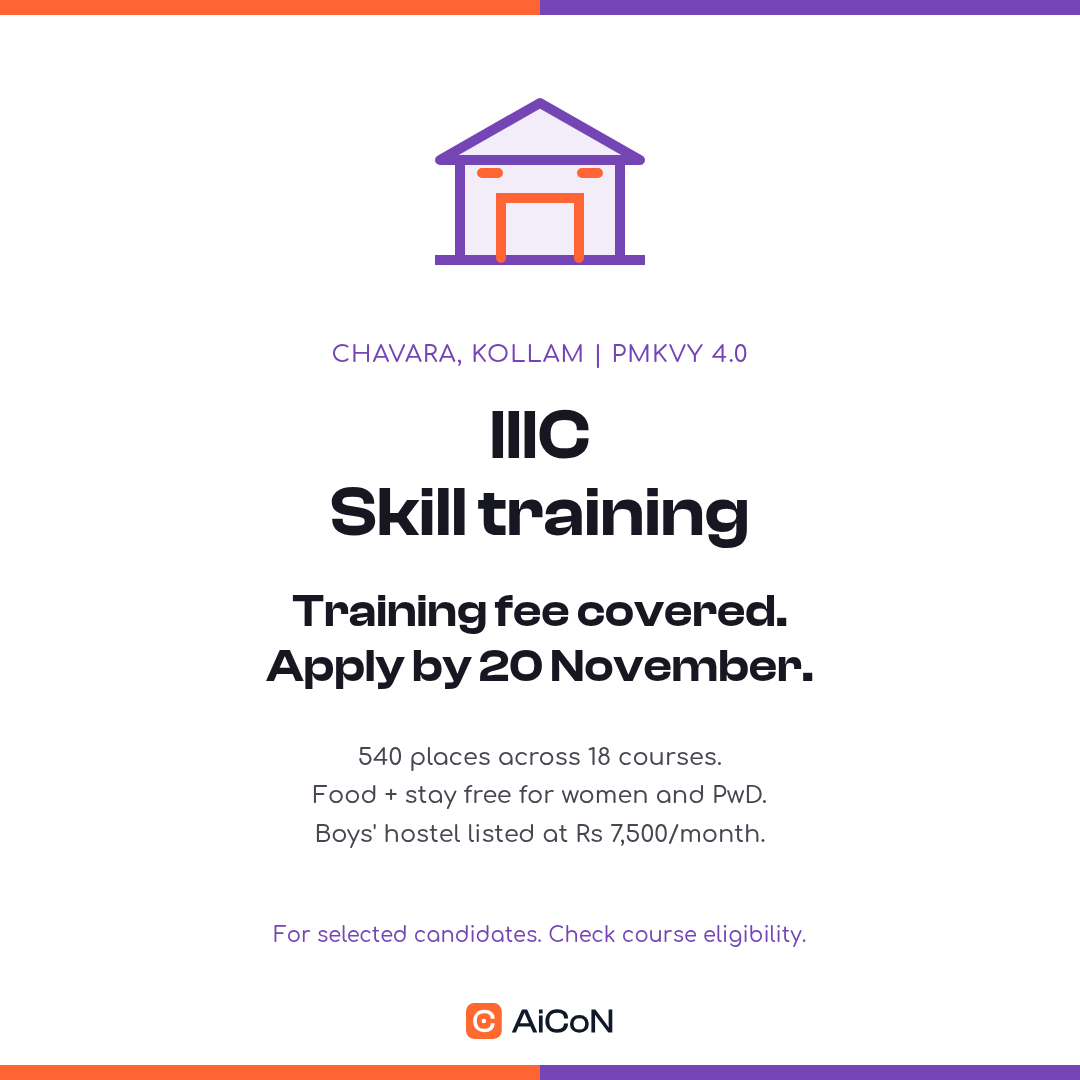 CHAVARA, KOLLAM | PMKVY 4.0
IIIC
Skill training
Training fee covered.
Apply by 20 November.
540 places across 18 courses.
Food + stay free for women and PwD.
Boys' hostel listed at Rs 7,500/month.
For selected candidates. Check course eligibility.
AiCoN